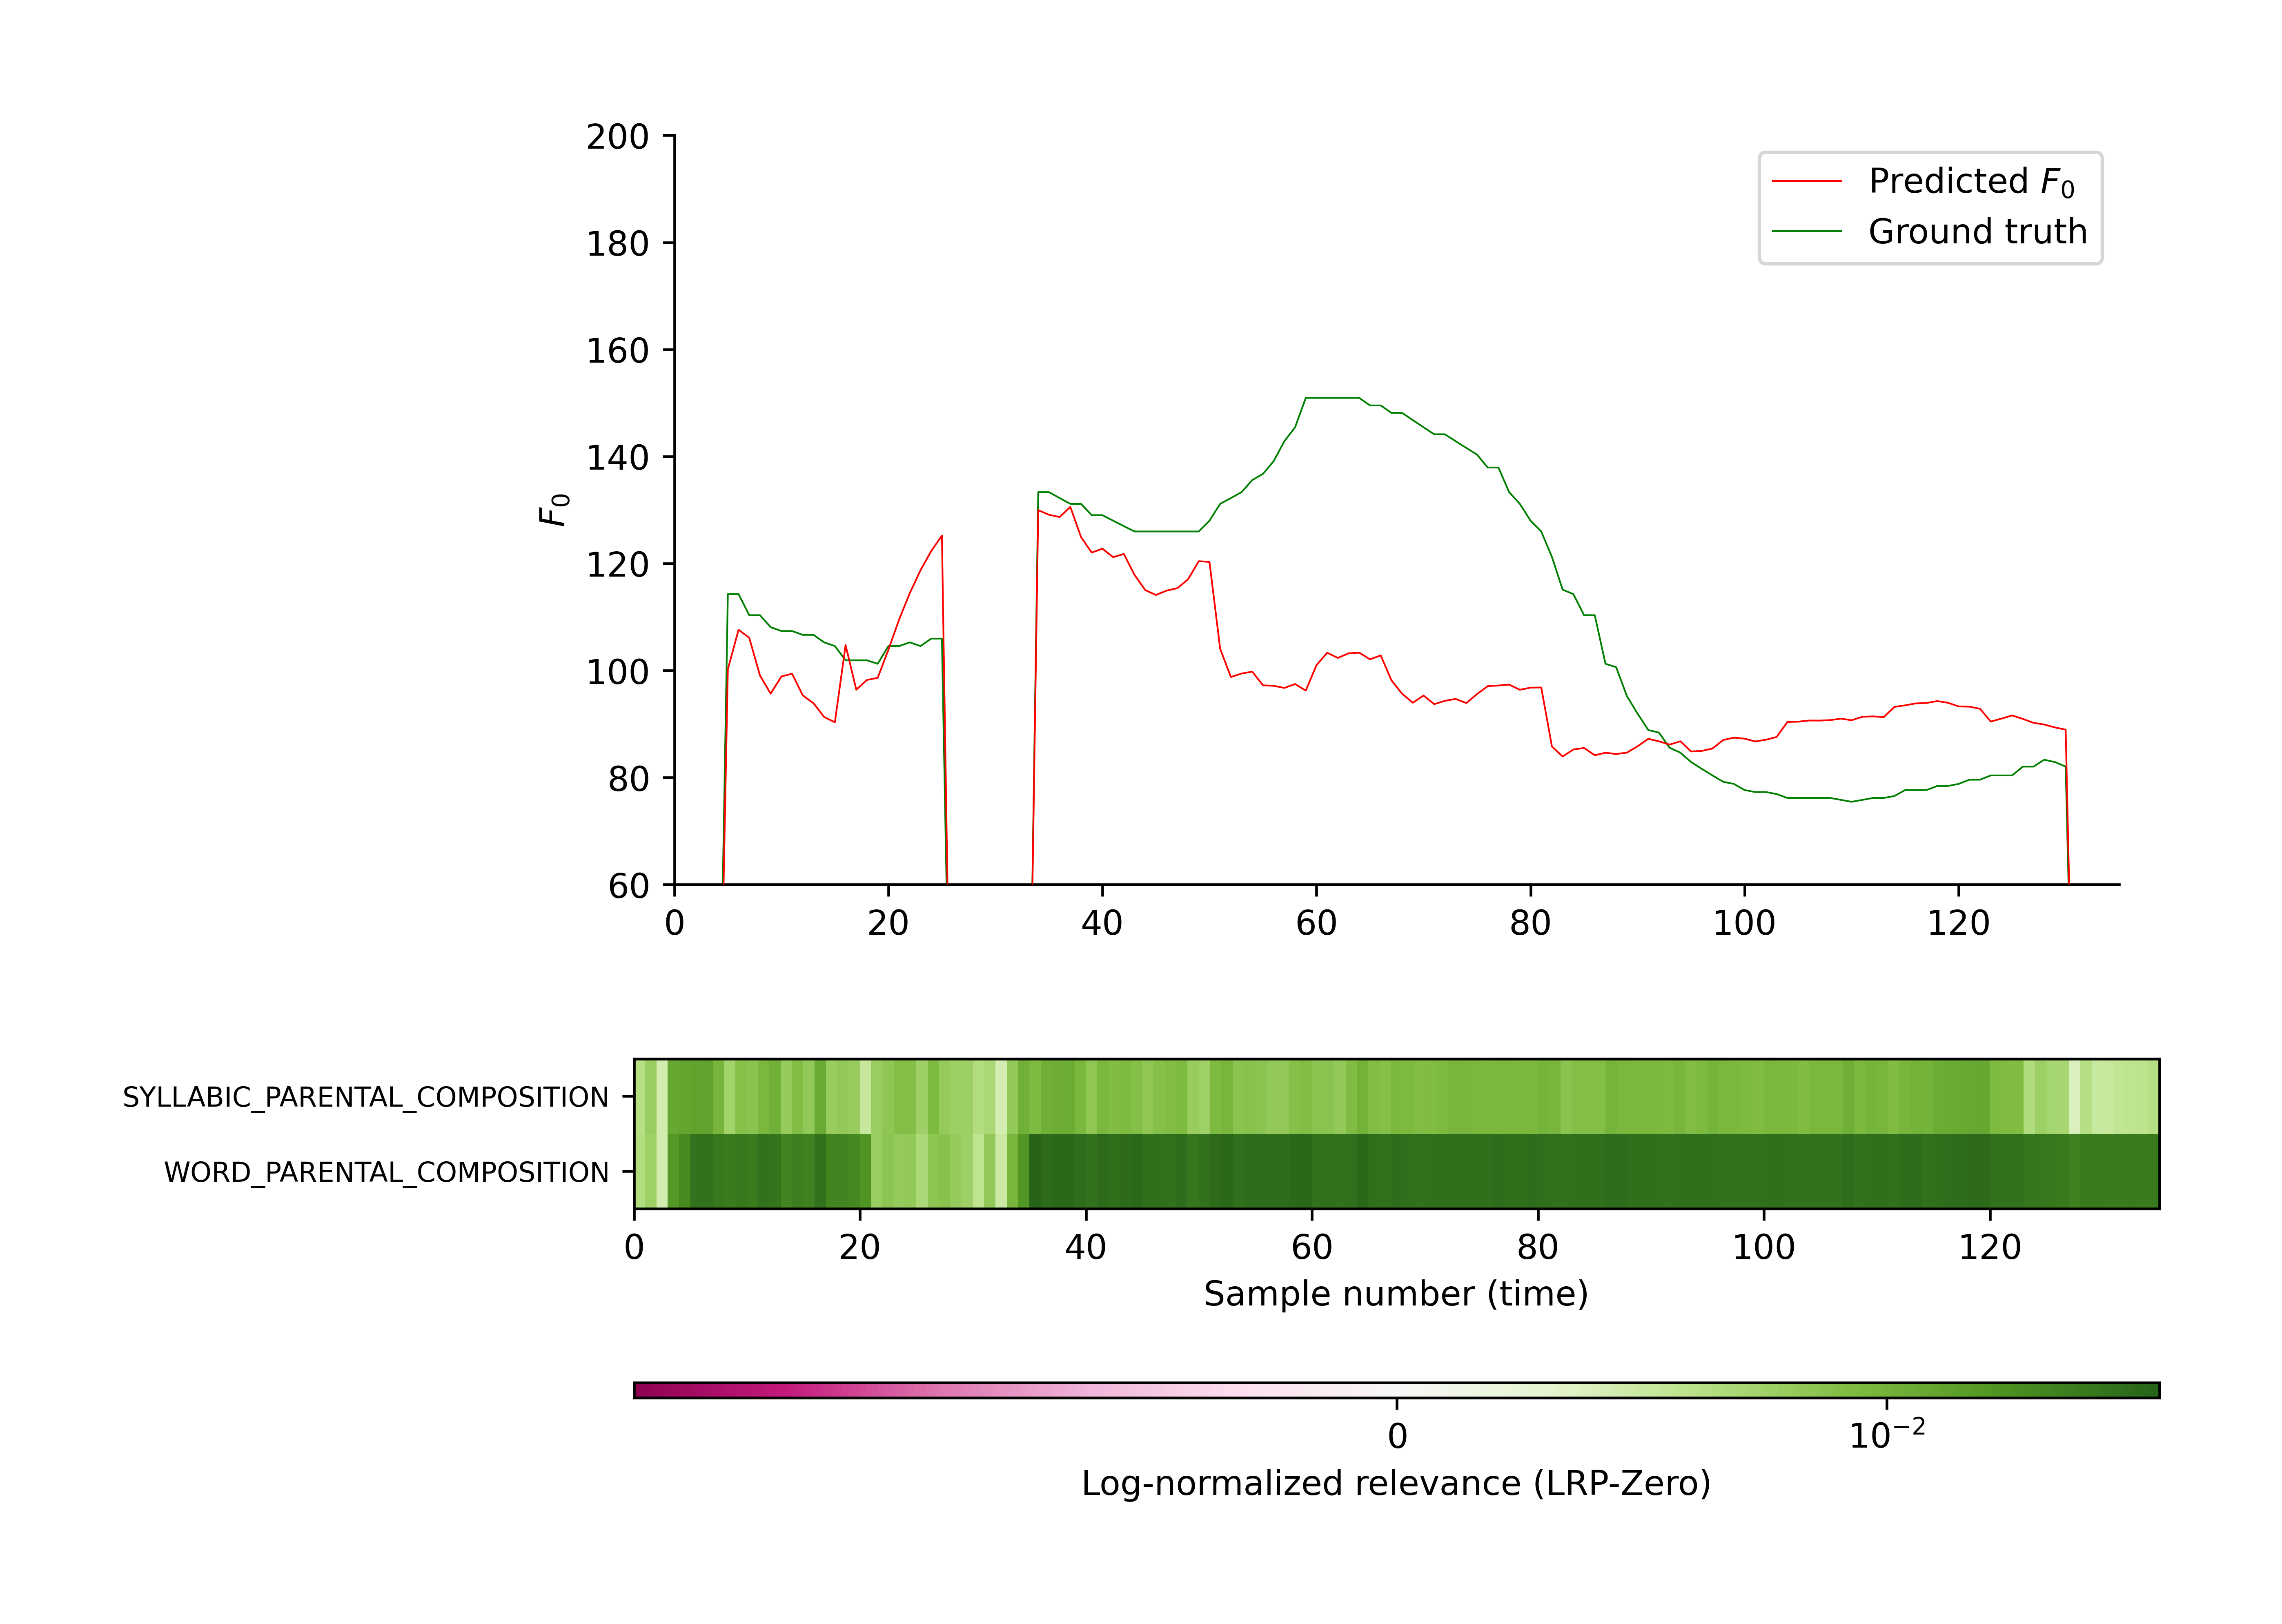 200
180
160
140
120
100
80
60
F0
0 20 40 60 80 100 120
Predicted F0
Ground truth
SYLLABIC_PARENTAL_COMPOSITION
WORD_PARENTAL_COMPOSITION
0 20 40 60 80 100 120
Sample number (time)
0 10−2
Log-normalized relevance (LRP-Zero)